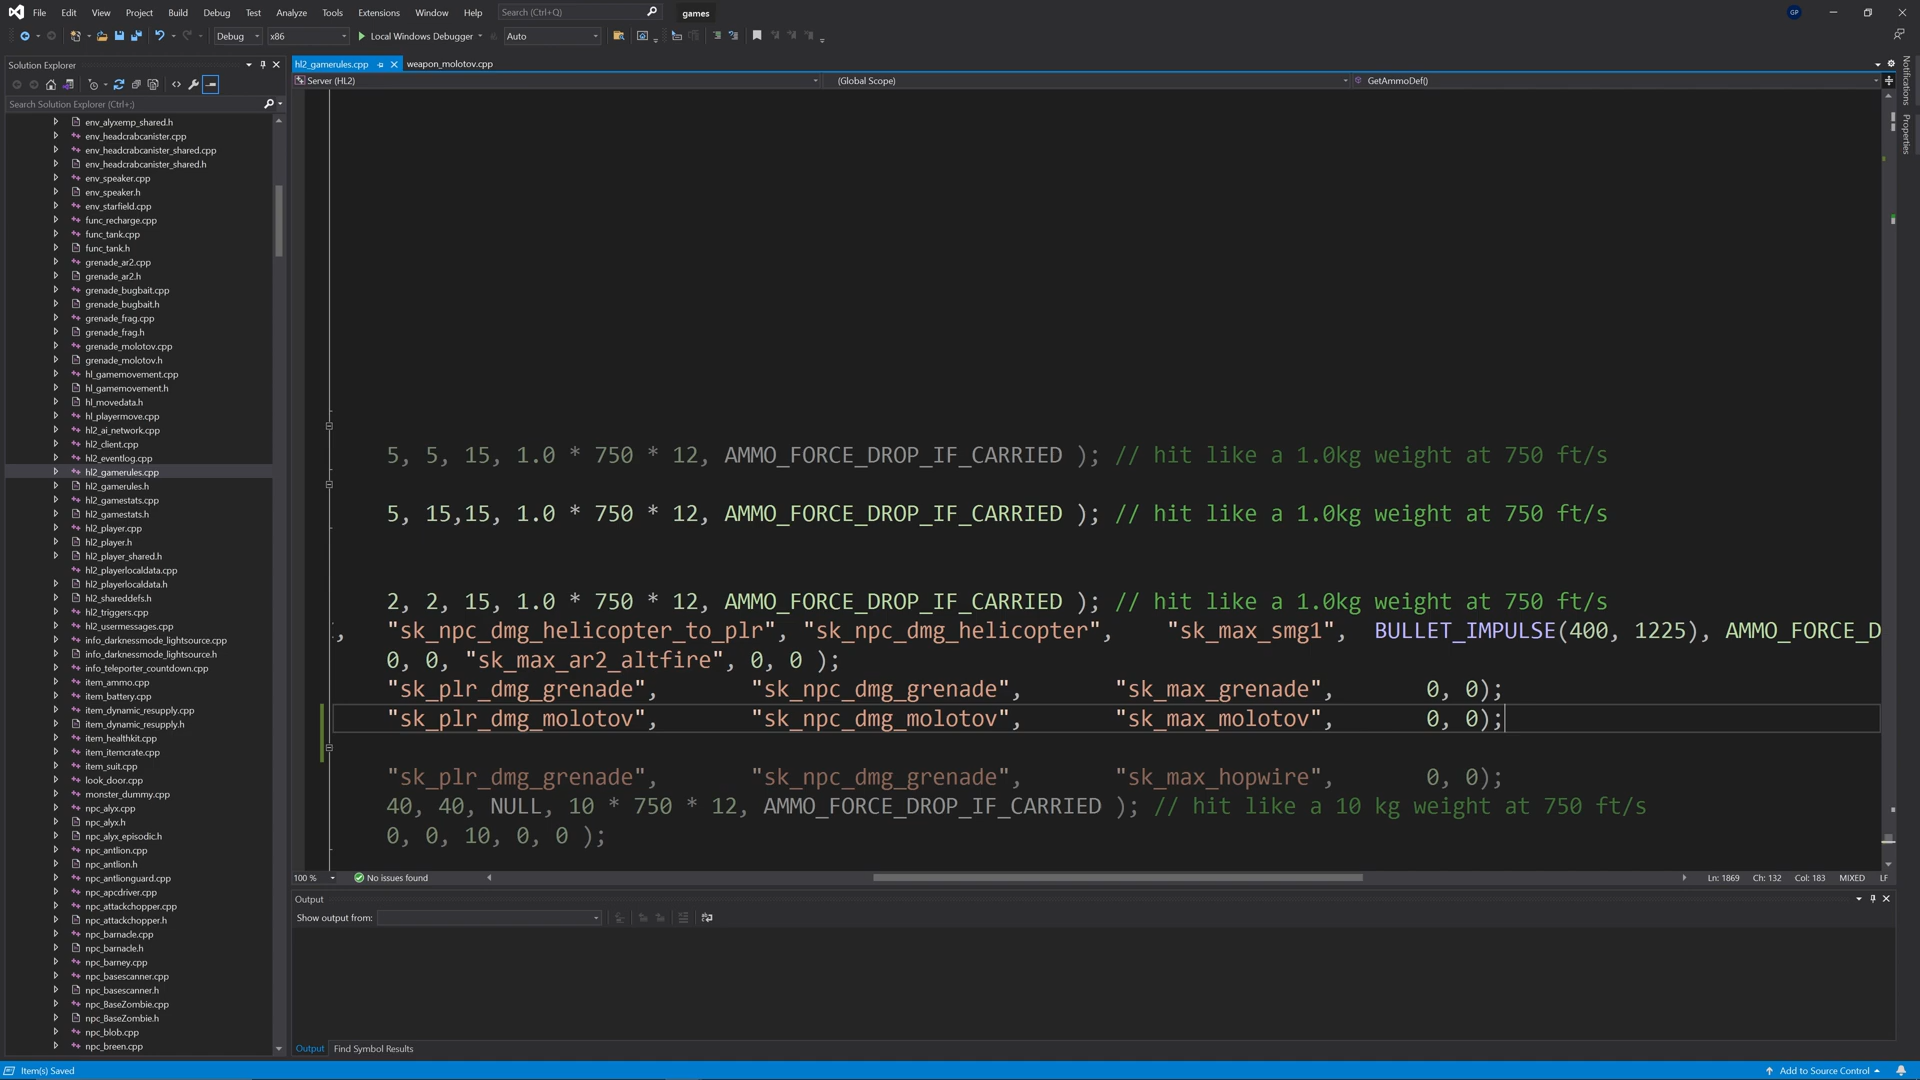 File Edit View Project Build Debug Test Analyze Tools Extensions Window Help Search (Ctrl+Q) games GP
Debug x86 Local Windows Debugger Auto
Solution Explorer
Search Solution Explorer (Ctrl+;)
env_alyxemp_shared.h
env_headcrabcanister.cpp
env_headcrabcanister_shared.cpp
env_headcrabcanister_shared.h
env_speaker.cpp
env_speaker.h
env_starfield.cpp
func_recharge.cpp
func_tank.cpp
func_tank.h
grenade_ar2.cpp
grenade_ar2.h
grenade_bugbait.cpp
grenade_bugbait.h
grenade_frag.cpp
grenade_frag.h
grenade_molotov.cpp
grenade_molotov.h
hl_gamemovement.cpp
hl_gamemovement.h
hl_movedata.h
hl_playermove.cpp
hl2_ai_network.cpp
hl2_client.cpp
hl2_eventlog.cpp
hl2_gamerules.cpp
hl2_gamerules.h
hl2_gamestats.cpp
hl2_gamestats.h
hl2_player.cpp
hl2_player.h
hl2_player_shared.h
hl2_playerlocaldata.cpp
hl2_playerlocaldata.h
hl2_shareddefs.h
hl2_triggers.cpp
hl2_usermessages.cpp
info_darknessmode_lightsource.cpp
info_darknessmode_lightsource.h
info_teleporter_countdown.cpp
item_ammo.cpp
item_battery.cpp
item_dynamic_resupply.cpp
item_dynamic_resupply.h
item_healthkit.cpp
item_itemcrate.cpp
item_suit.cpp
look_door.cpp
monster_dummy.cpp
npc_alyx.cpp
npc_alyx.h
npc_alyx_episodic.h
npc_antlion.cpp
npc_antlion.h
npc_antlionguard.cpp
npc_apcdriver.cpp
npc_attackchopper.cpp
npc_attackchopper.h
npc_barnacle.cpp
npc_barnacle.h
npc_barney.cpp
npc_basescanner.cpp
npc_basescanner.h
npc_BaseZombie.cpp
npc_BaseZombie.h
npc_blob.cpp
npc_breen.cpp
hl2_gamerules.cpp weapon_molotov.cpp
Server (HL2) (Global Scope) GetAmmoDef()
5, 5, 15, 1.0 * 750 * 12, AMMO_FORCE_DROP_IF_CARRIED ); // hit like a 1.0kg weight at 750 ft/s
5, 15,15, 1.0 * 750 * 12, AMMO_FORCE_DROP_IF_CARRIED ); // hit like a 1.0kg weight at 750 ft/s
2, 2, 15, 1.0 * 750 * 12, AMMO_FORCE_DROP_IF_CARRIED ); // hit like a 1.0kg weight at 750 ft/s
, "sk_npc_dmg_helicopter_to_plr", "sk_npc_dmg_helicopter", "sk_max_smg1", BULLET_IMPULSE(400, 1225), AMMO_FORCE_D
0, 0, "sk_max_ar2_altfire", 0, 0 );
"sk_plr_dmg_grenade", "sk_npc_dmg_grenade", "sk_max_grenade", 0, 0);
"sk_plr_dmg_molotov", "sk_npc_dmg_molotov", "sk_max_molotov", 0, 0);
"sk_plr_dmg_grenade", "sk_npc_dmg_grenade", "sk_max_hopwire", 0, 0);
40, 40, NULL, 10 * 750 * 12, AMMO_FORCE_DROP_IF_CARRIED ); // hit like a 10 kg weight at 750 ft/s
0, 0, 10, 0, 0 );
100 % No issues found Ln: 1869 Ch: 132 Col: 183 MIXED LF
Output
Show output from:
Output Find Symbol Results
Notifications
Properties
Item(s) Saved Add to Source Control